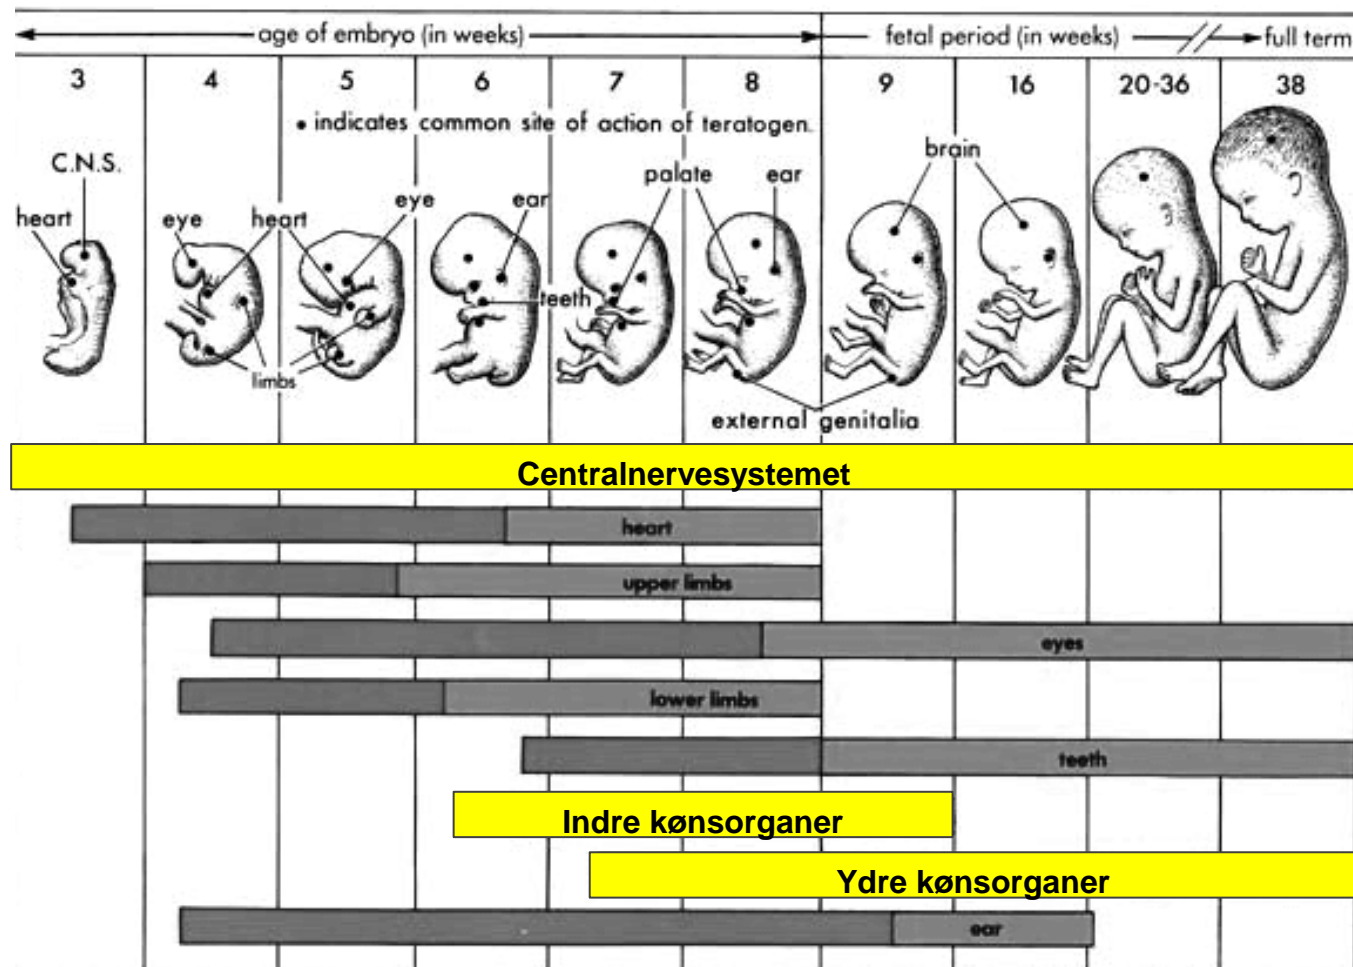 age of embryo (in weeks) fetal period (in weeks) full term
3 4 5 6 7 8 9 16 20-36 38
• indicates common site of action of teratogen.
C.N.S. palate ear brain
heart eye heart eye ear
teeth
limbs
external genitalia
Centralnervesystemet
heart
upper limbs
eyes
lower limbs
teeth
Indre kønsorganer
Ydre kønsorganer
ear